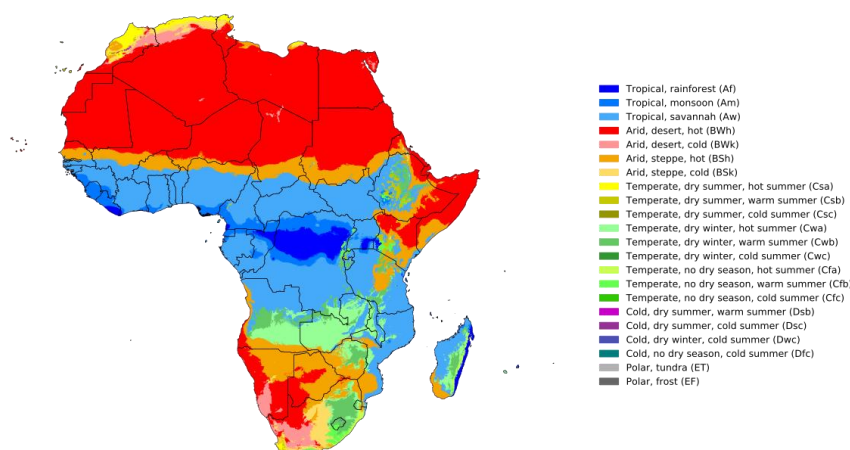 Tropical, rainforest (Af)
Tropical, monsoon (Am)
Tropical, savannah (Aw)
Arid, desert, hot (BWh)
Arid, desert, cold (BWk)
Arid, steppe, hot (BSh)
Arid, steppe, cold (BSk)
Temperate, dry summer, hot summer (Csa)
Temperate, dry summer, warm summer (Csb)
Temperate, dry summer, cold summer (Csc)
Temperate, dry winter, hot summer (Cwa)
Temperate, dry winter, warm summer (Cwb)
Temperate, dry winter, cold summer (Cwc)
Temperate, no dry season, hot summer (Cfa)
Temperate, no dry season, warm summer (Cfb)
Temperate, no dry season, cold summer (Cfc)
Cold, dry summer, warm summer (Dsb)
Cold, dry summer, cold summer (Dsc)
Cold, dry winter, cold summer (Dwc)
Cold, no dry season, cold summer (Dfc)
Polar, tundra (ET)
Polar, frost (EF)